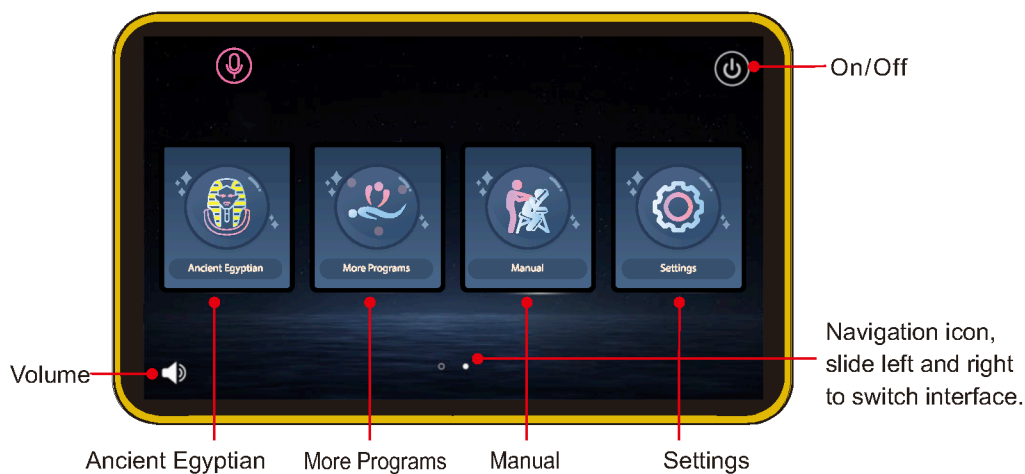 On/Off
Ancient Egyptian
More Programs
Manual
Settings
Navigation icon,
slide left and right
to switch interface.
Volume
Ancient Egyptian
More Programs
Manual
Settings